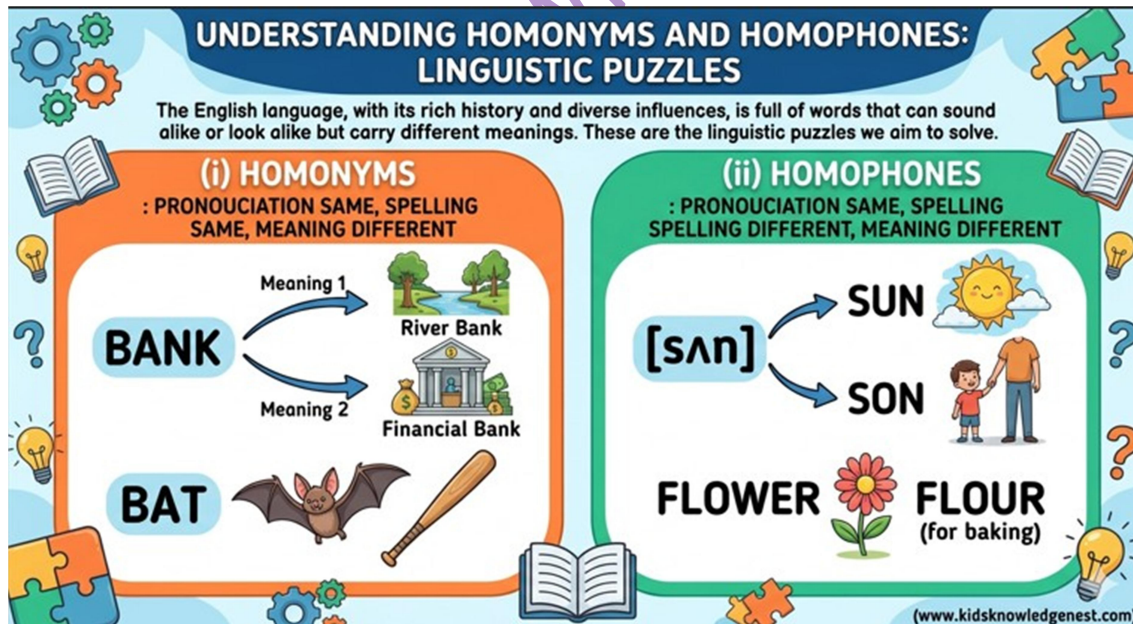 UNDERSTANDING HOMONYMS AND HOMOPHONES:
LINGUISTIC PUZZLES
The English language, with its rich history and diverse influences, is full of words that can sound
alike or look alike but carry different meanings. These are the linguistic puzzles we aim to solve.
(i) HOMONYMS
: PRONOUCIATION SAME, SPELLING
SAME, MEANING DIFFERENT
BANK
Meaning 1
River Bank
Meaning 2
Financial Bank
BAT
(ii) HOMOPHONES
: PRONOUCIATION SAME, SPELLING
SPELLING DIFFERENT, MEANING DIFFERENT
[sʌn]
SUN
SON
FLOWER
FLOUR
(for baking)
(www.kidsknowledgenest.com)